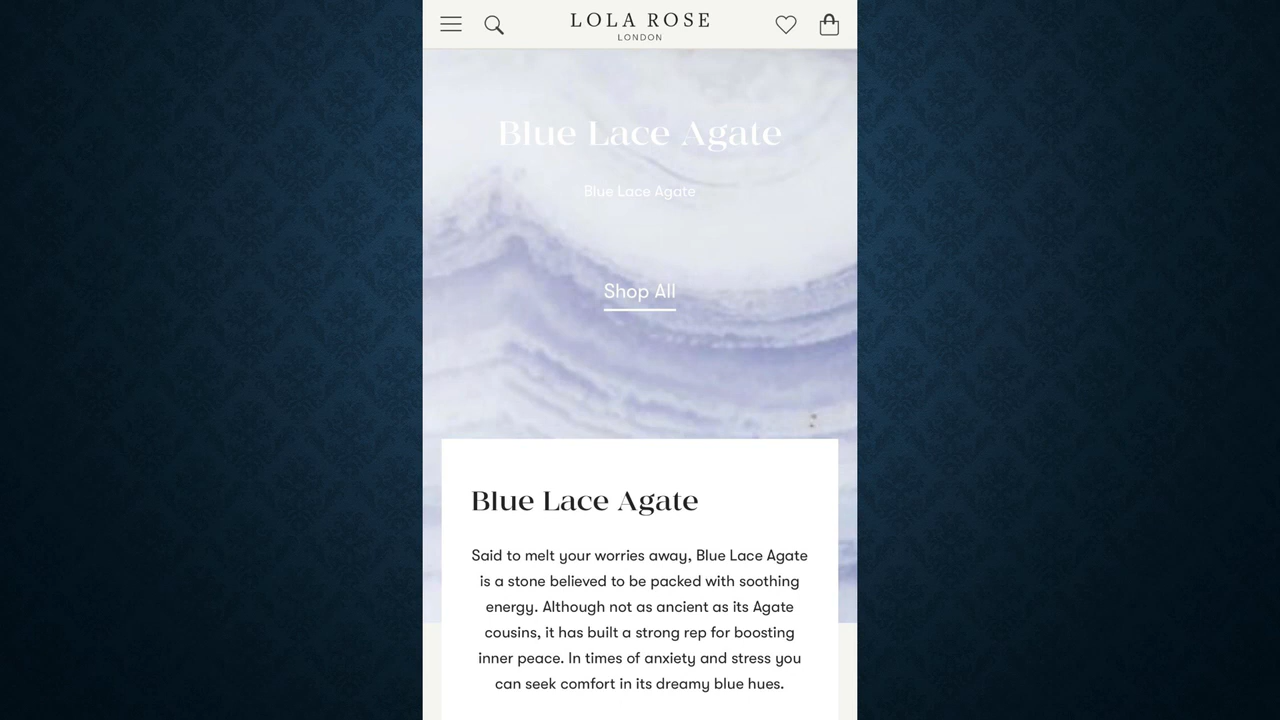 LOLA ROSE
LONDON
Blue Lace Agate
Blue Lace Agate
Shop All
Blue Lace Agate
Said to melt your worries away, Blue Lace Agate
is a stone believed to be packed with soothing
energy. Although not as ancient as its Agate
cousins, it has built a strong rep for boosting
inner peace. In times of anxiety and stress you
can seek comfort in its dreamy blue hues.